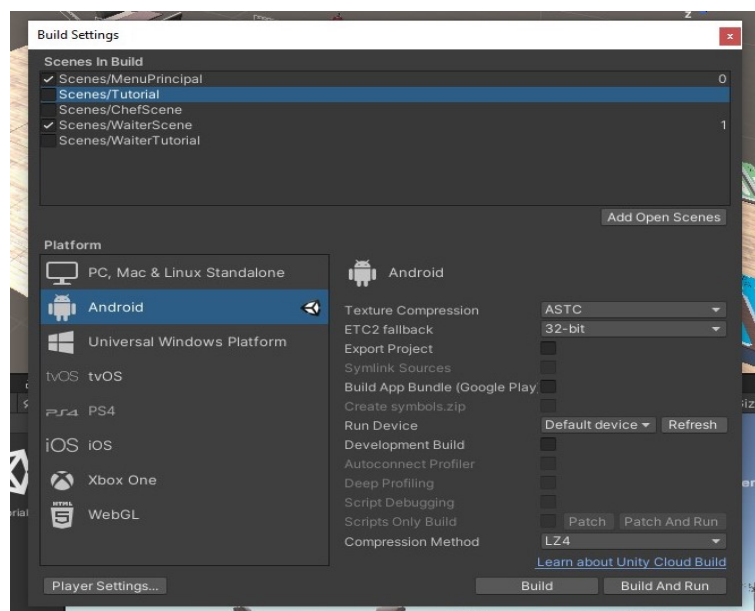 Build Settings
x
Scenes In Build
Scenes/MenuPrincipal 0
Scenes/Tutorial
Scenes/ChefScene
Scenes/WaiterScene 1
Scenes/WaiterTutorial
Add Open Scenes
Platform
PC, Mac & Linux Standalone
Android
Universal Windows Platform
tvOS tvOS
PS4 PS4
iOS iOS
Xbox One
HTML 5 WebGL
Android
Texture Compression ASTC
ETC2 fallback 32-bit
Export Project
Symlink Sources
Build App Bundle (Google Play
Create symbols.zip
Run Device Default device Refresh
Development Build
Autoconnect Profiler
Deep Profiling
Script Debugging
Scripts Only Build Patch Patch And Run
Compression Method LZ4
Learn about Unity Cloud Build
Player Settings... Build Build And Run